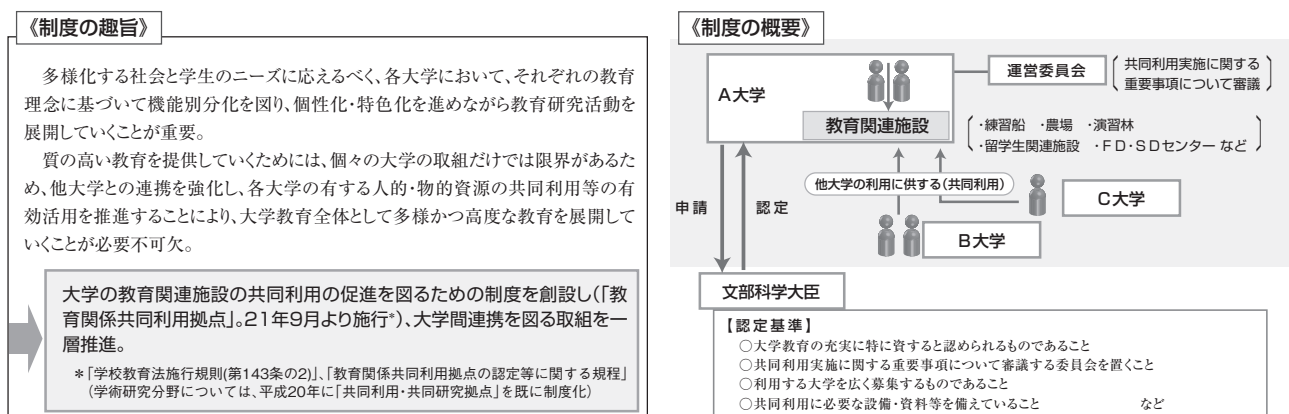 《制度の趣旨》
多様化する社会と学生のニーズに応えるべく、各大学において、それぞれの教育
理念に基づいて機能別分化を図り、個性化・特色化を進めながら教育研究活動を
展開していくことが重要。
質の高い教育を提供していくためには、個々の大学の取組だけでは限界があるた
め、他大学との連携を強化し、各大学の有する人的・物的資源の共同利用等の有
効活用を推進することにより、大学教育全体として多様かつ高度な教育を展開して
いくことが必要不可欠。
大学の教育関連施設の共同利用の促進を図るための制度を創設し(「教
育関係共同利用拠点」。21年9月より施行*)、大学間連携を図る取組を一
層推進。
*「学校教育法施行規則(第143条の2)」、「教育関係共同利用拠点の認定等に関する規程」
(学術研究分野については、平成20年に「共同利用・共同研究拠点」を既に制度化)
《制度の概要》
A大学
教育関連施設
運営委員会
共同利用実施に関する
重要事項について審議
・練習船 ・農場 ・演習林
・留学生関連施設 ・FD・SDセンター など
他大学の利用に供する(共同利用)
申請
認定
C大学
B大学
文部科学大臣
【認定基準】
○大学教育の充実に特に資すると認められるものであること
○共同利用実施に関する重要事項について審議する委員会を置くこと
○利用する大学を広く募集するものであること
○共同利用に必要な設備・資料等を備えていること など